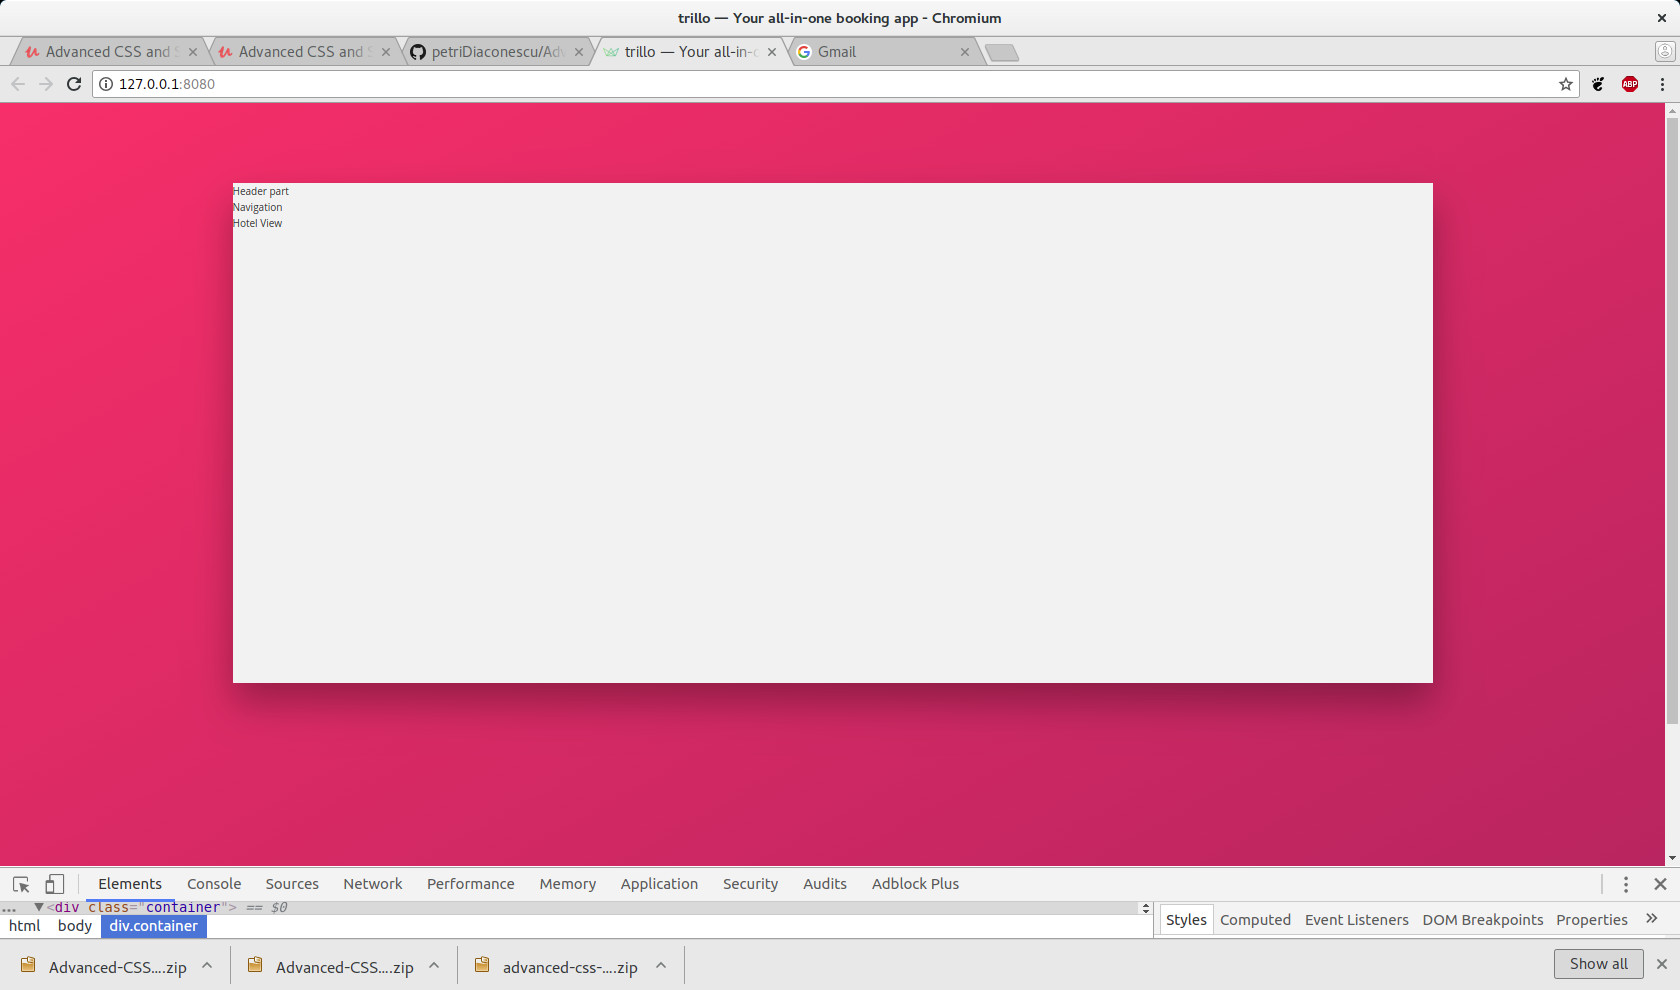 trillo — Your all-in-one booking app - Chromium
Advanced CSS and S
Advanced CSS and S
petriDiaconescu/Adv
trillo — Your all-in-o
Gmail
127.0.0.1:8080
ABP
Header part
Navigation
Hotel View
Elements Console Sources Network Performance Memory Application Security Audits Adblock Plus
... ▼<div class="container"> == $0
html body div.container
Styles Computed Event Listeners DOM Breakpoints Properties »
Advanced-CSS....zip
Advanced-CSS....zip
advanced-css-....zip
Show all